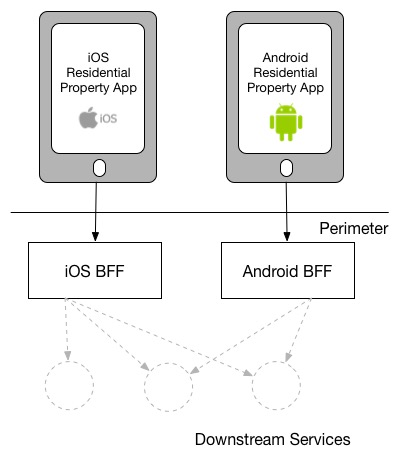 iOS
Residential
Property App
iOS
Android
Residential
Property App
Perimeter
iOS BFF
Android BFF
Downstream Services